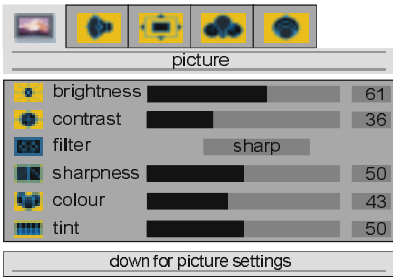 picture
brightness 61
contrast 36
filter sharp
sharpness 50
colour 43
tint 50
down for picture settings